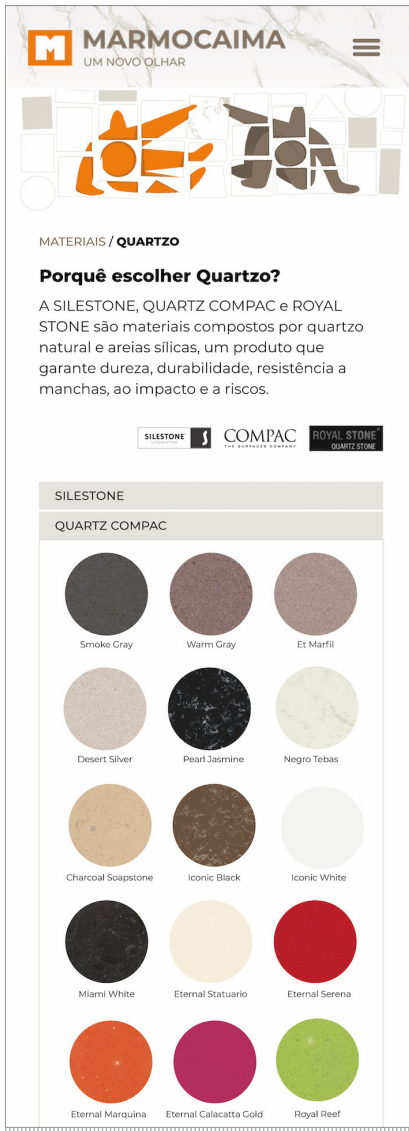 MARMOCAIMA
UM NOVO OLHAR
MATERIAIS / QUARTZO
Porquê escolher Quartzo?
A SILESTONE, QUARTZ COMPAC e ROYAL
STONE são materiais compostos por quartzo
natural e areias sílicas, um produto que
garante dureza, durabilidade, resistência a
manchas, ao impacto e a riscos.
SILESTONE COMPAC ROYAL STONE
THE SURFACES COMPANY QUARTZ STONE
SILESTONE
QUARTZ COMPAC
Smoke Gray Warm Gray Et Marfil
Desert Silver Pearl Jasmine Negro Tebas
Charcoal Soapstone Iconic Black Iconic White
Miami White Eternal Statuario Eternal Serena
Eternal Marquina Eternal Calacatta Gold Royal Reef